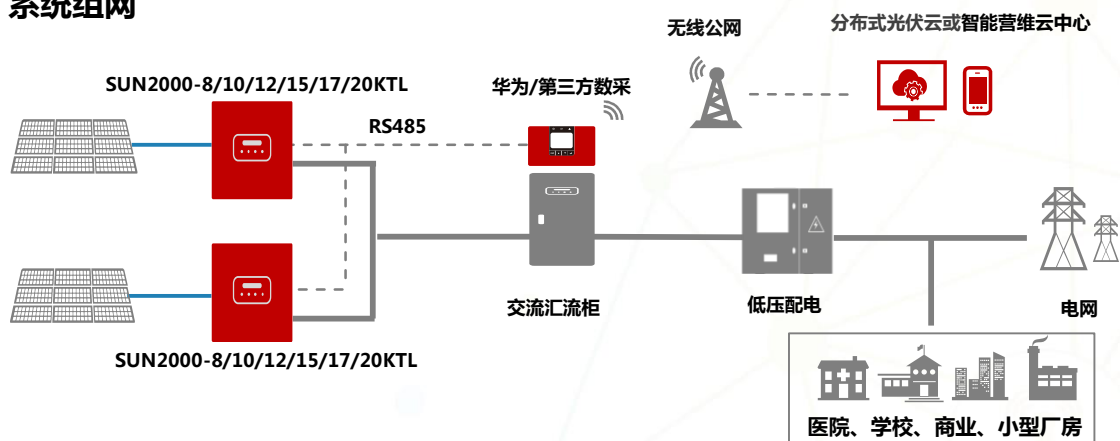 系统组网
无线公网
分布式光伏云或智能营维云中心
SUN2000-8/10/12/15/17/20KTL
华为/第三方数采
RS485
交流汇流柜
低压配电
电网
SUN2000-8/10/12/15/17/20KTL
医院、学校、商业、小型厂房